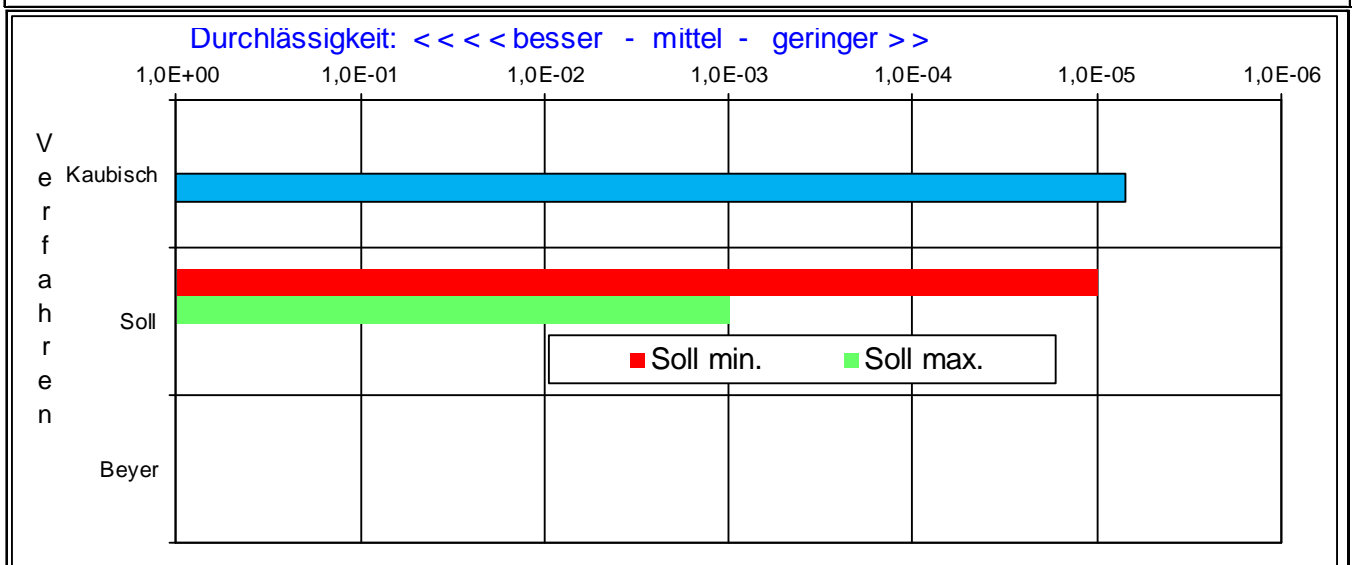 Durchlässigkeit: < < < < besser - mittel - geringer > >
1,0E+00 1,0E-01 1,0E-02 1,0E-03 1,0E-04 1,0E-05 1,0E-06
Verfahren
Kaubisch
Soll
Soll min. Soll max.
Beyer